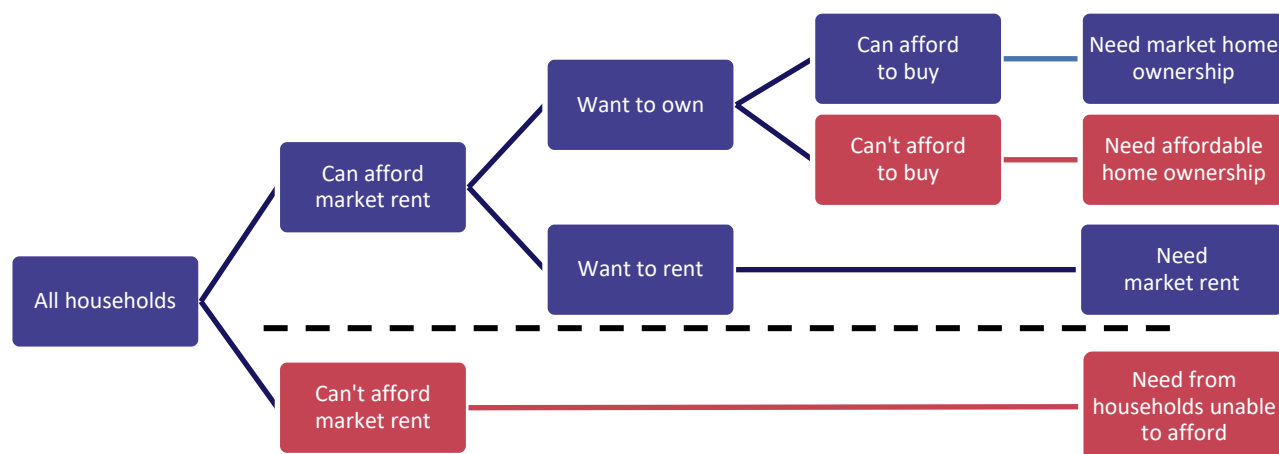 Can afford
to buy
Need market home
ownership
Want to own
Can't afford
to buy
Need affordable
home ownership
Can afford
market rent
Want to rent
Need
market rent
All households
Can't afford
market rent
Need from
households unable
to afford